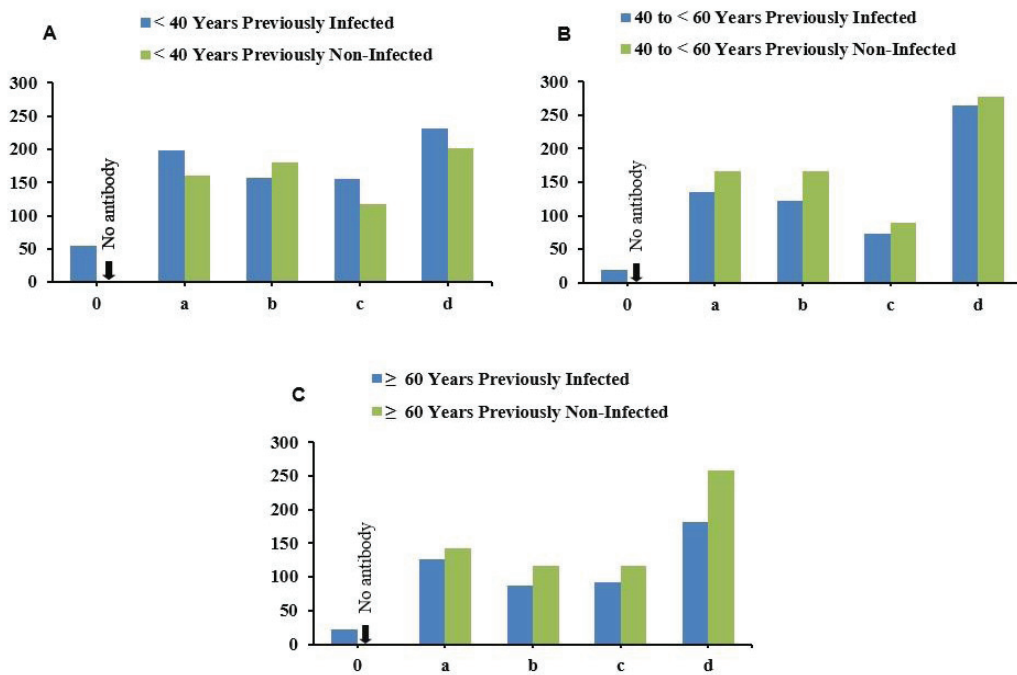 A
< 40 Years Previously Infected
< 40 Years Previously Non-Infected
300
250
200
150
100
50
0
No antibody
0 a b c d
B
40 to < 60 Years Previously Infected
40 to < 60 Years Previously Non-Infected
300
250
200
150
100
50
0
No antibody
0 a b c d
C
≥ 60 Years Previously Infected
≥ 60 Years Previously Non-Infected
300
250
200
150
100
50
0
No antibody
0 a b c d